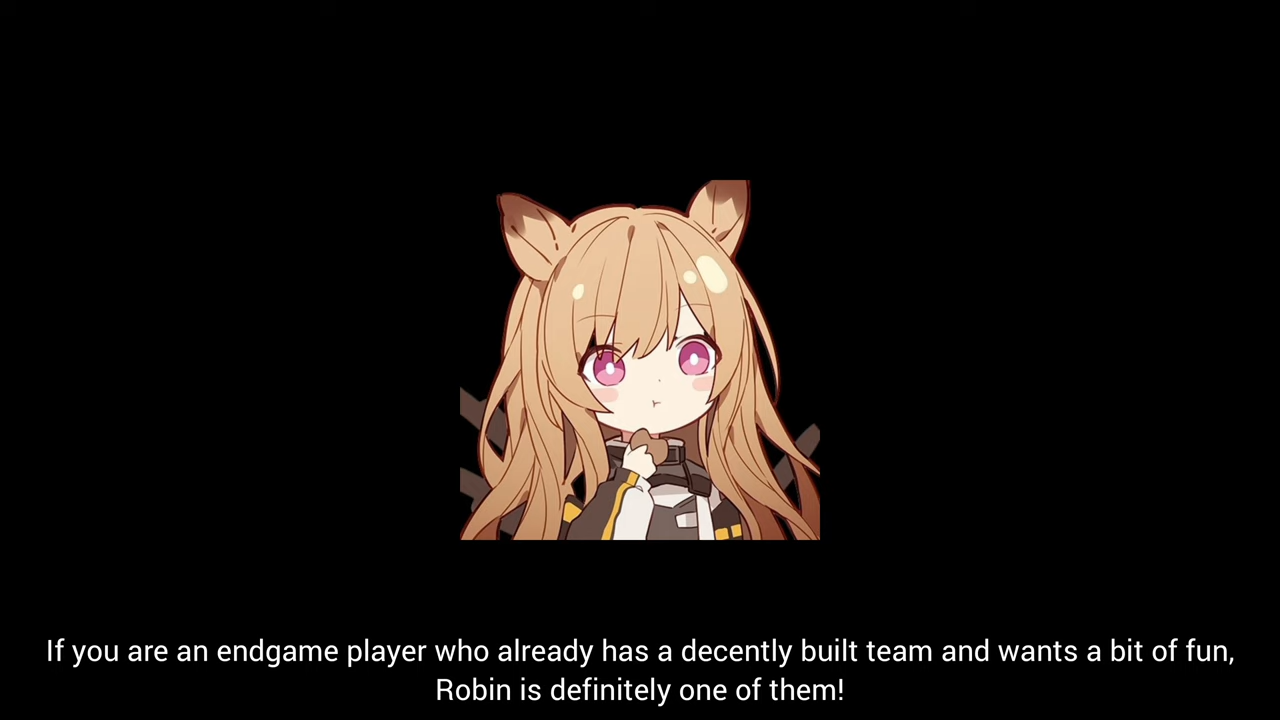 If you are an endgame player who already has a decently built team and wants a bit of fun,
Robin is definitely one of them!